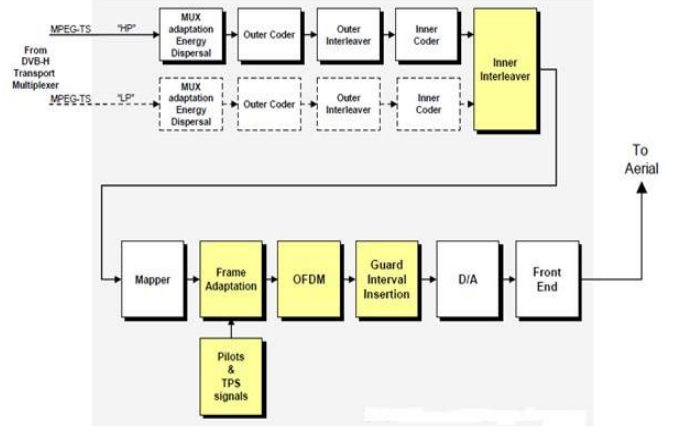 From
DVB-H
Transport
Multiplexer
MPEG-TS "HP"
MUX
adaptation
Energy
Dispersal
Outer Coder
Outer
Interleaver
Inner
Coder
Inner
Interleaver
MPEG-TS "LP"
MUX
adaptation
Energy
Dispersal
Outer Coder
Outer
Interleaver
Inner
Coder
To
Aerial
Mapper
Frame
Adaptation
OFDM
Guard
Interval
Insertion
D/A
Front
End
Pilots
&
TPS
signals